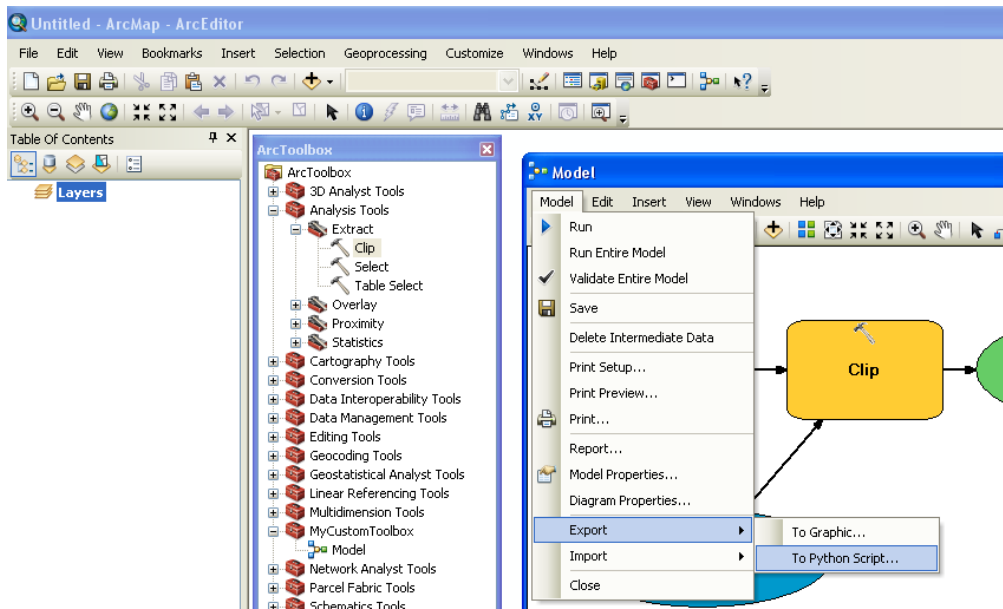 Untitled - ArcMap - ArcEditor
File Edit View Bookmarks Insert Selection Geoprocessing Customize Windows Help
XY
Table Of Contents
Layers
ArcToolbox
ArcToolbox
3D Analyst Tools
Analysis Tools
Extract
Clip
Select
Table Select
Overlay
Proximity
Statistics
Cartography Tools
Conversion Tools
Data Interoperability Tools
Data Management Tools
Editing Tools
Geocoding Tools
Geostatistical Analyst Tools
Linear Referencing Tools
Multidimension Tools
MyCustomToolbox
Model
Network Analyst Tools
Parcel Fabric Tools
Schematics Tools
Model
Model Edit Insert View Windows Help
Run
Run Entire Model
Validate Entire Model
Save
Delete Intermediate Data
Print Setup...
Print Preview...
Print...
Report...
Model Properties...
Diagram Properties...
Export
Import
Close
To Graphic...
To Python Script...
Clip